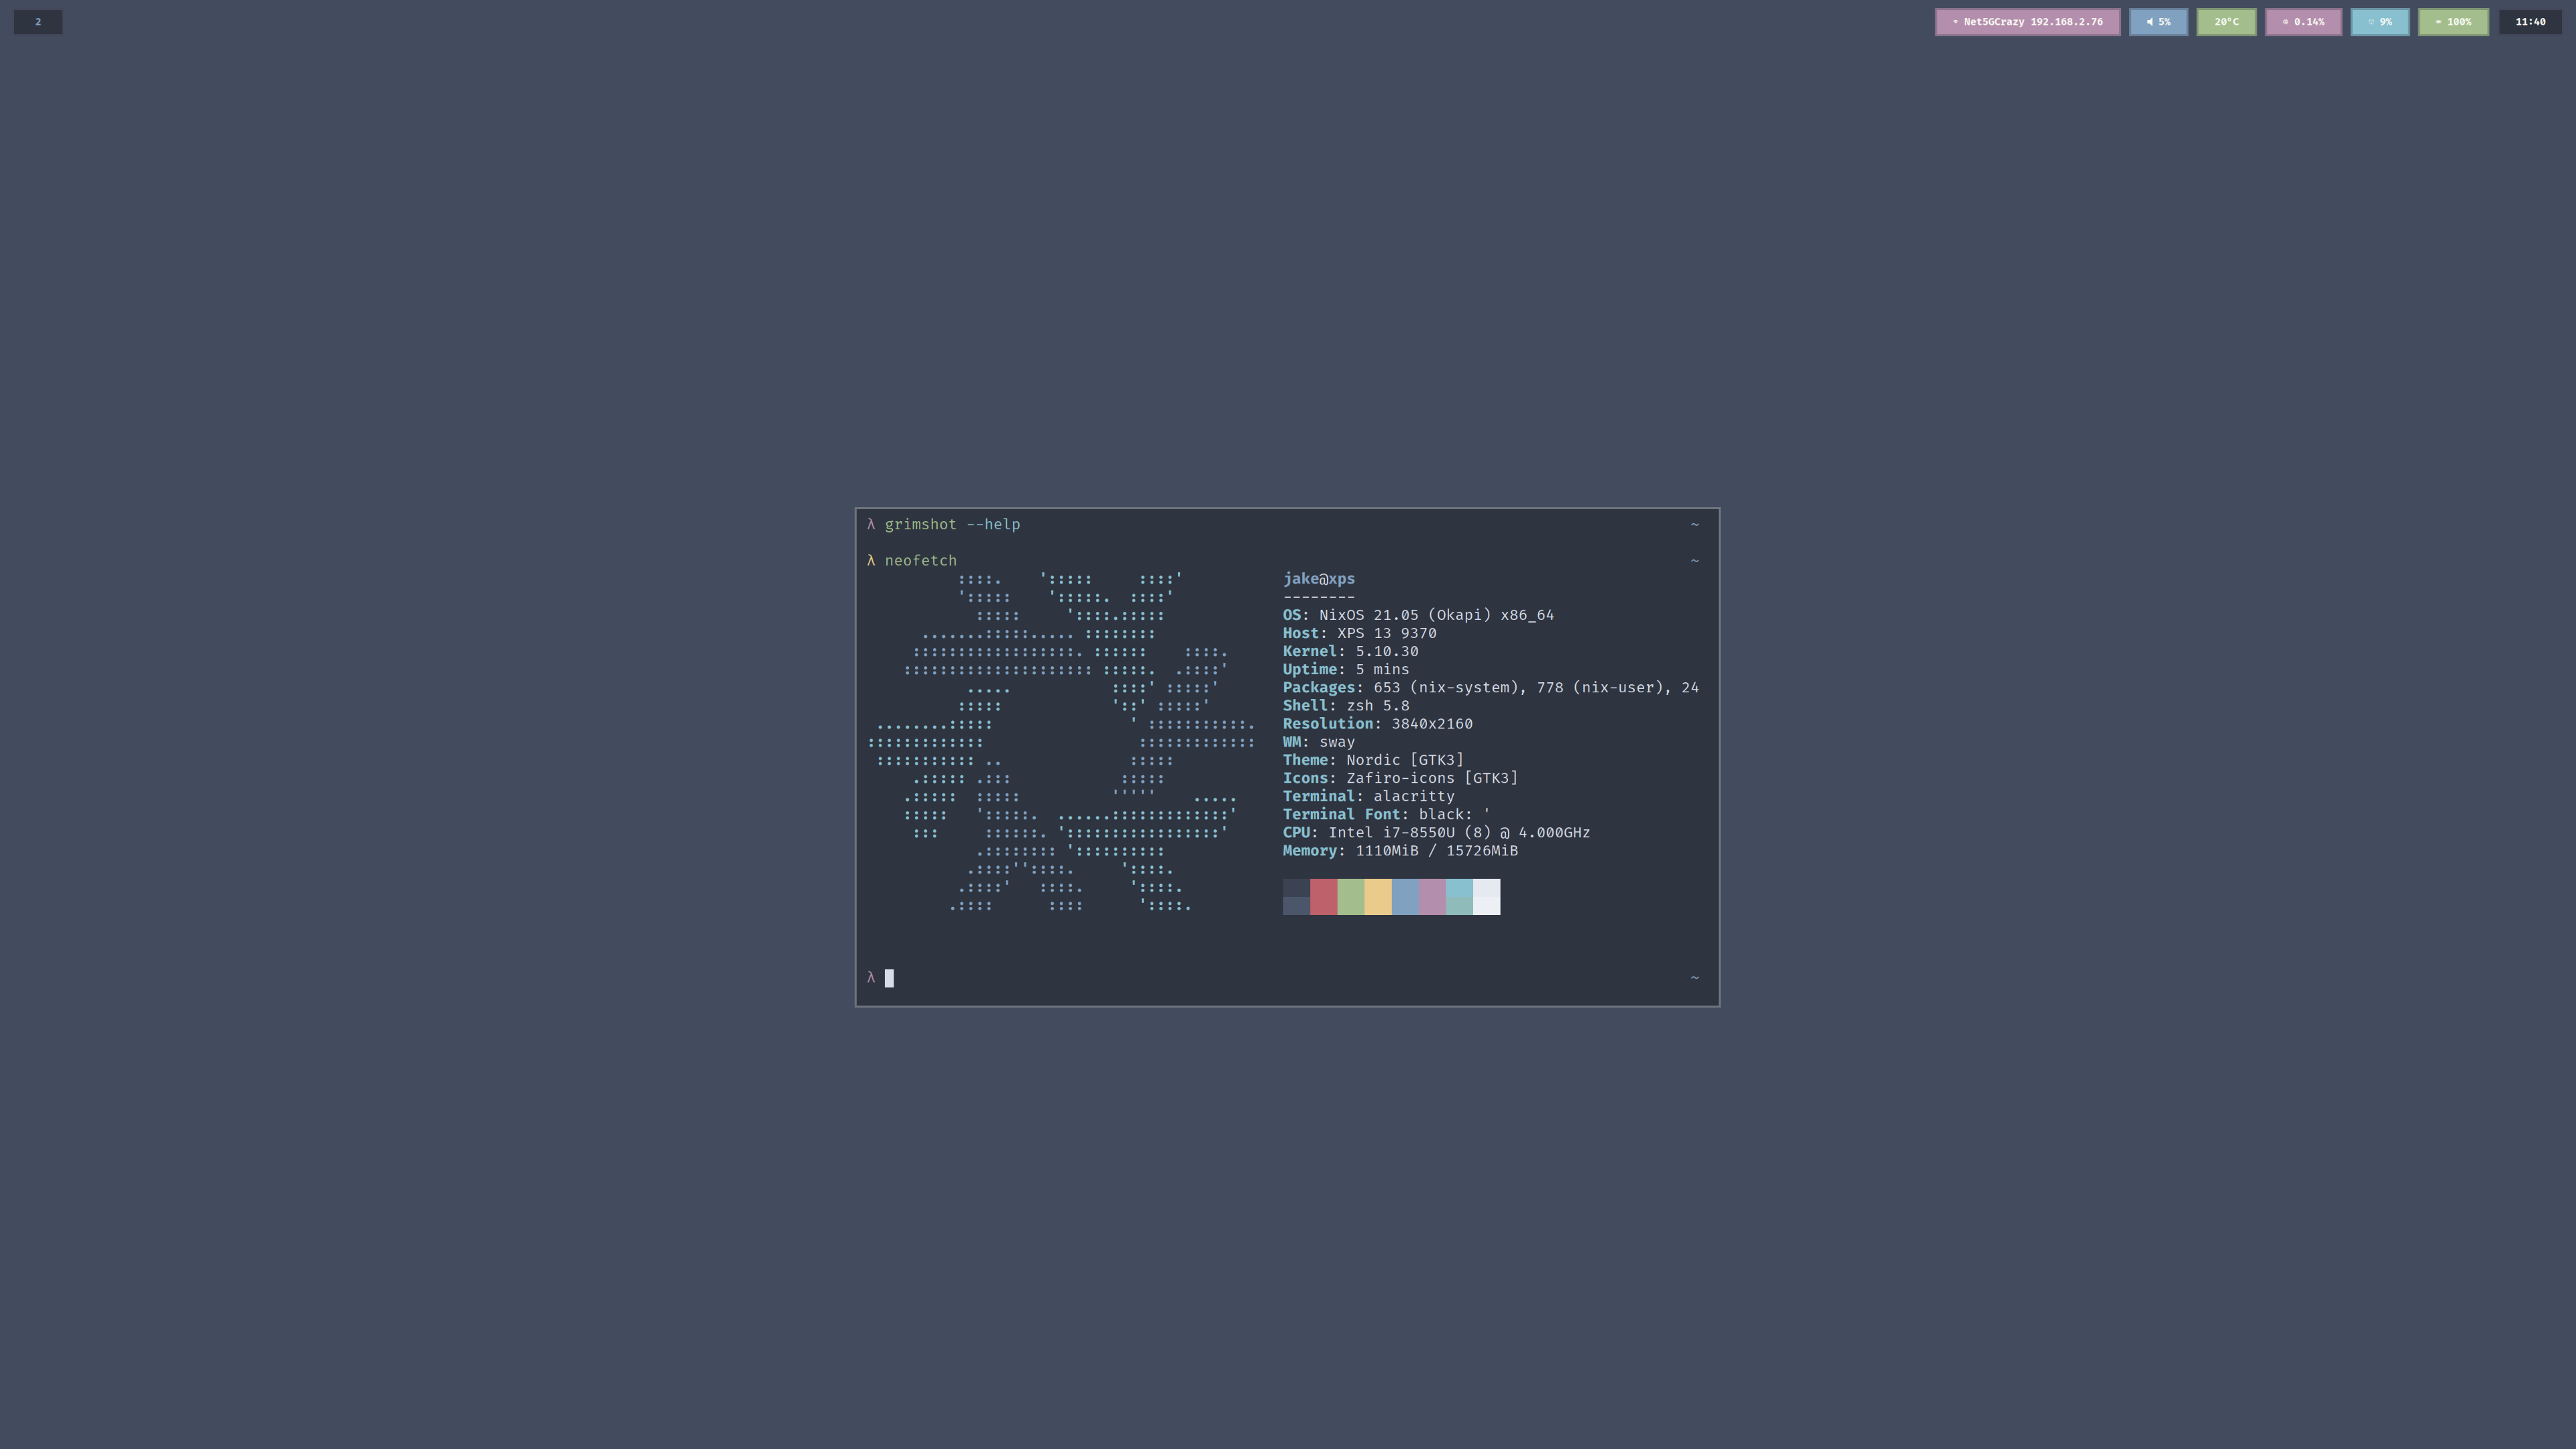 2
Net5GCrazy 192.168.2.76
5%
20°C
0.14%
9%
100%
11:40
λ grimshot --help ~
λ neofetch ~
jake@xps
--------
OS: NixOS 21.05 (Okapi) x86_64
Host: XPS 13 9370
Kernel: 5.10.30
Uptime: 5 mins
Packages: 653 (nix-system), 778 (nix-user), 24
Shell: zsh 5.8
Resolution: 3840x2160
WM: sway
Theme: Nordic [GTK3]
Icons: Zafiro-icons [GTK3]
Terminal: alacritty
Terminal Font: black: '
CPU: Intel i7-8550U (8) @ 4.000GHz
Memory: 1110MiB / 15726MiB
λ ~